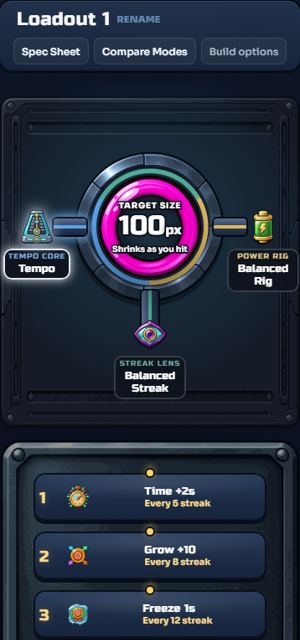 Loadout 1 RENAME
Spec Sheet Compare Modes Build options
TARGET SIZE
100px
Shrinks as you hit
TEMPO CORE
Tempo
POWER RIG
Balanced
Rig
STREAK LENS
Balanced
Streak
1 Time +2s
Every 5 streak
2 Grow +10
Every 8 streak
3 Freeze 1s
Every 12 streak